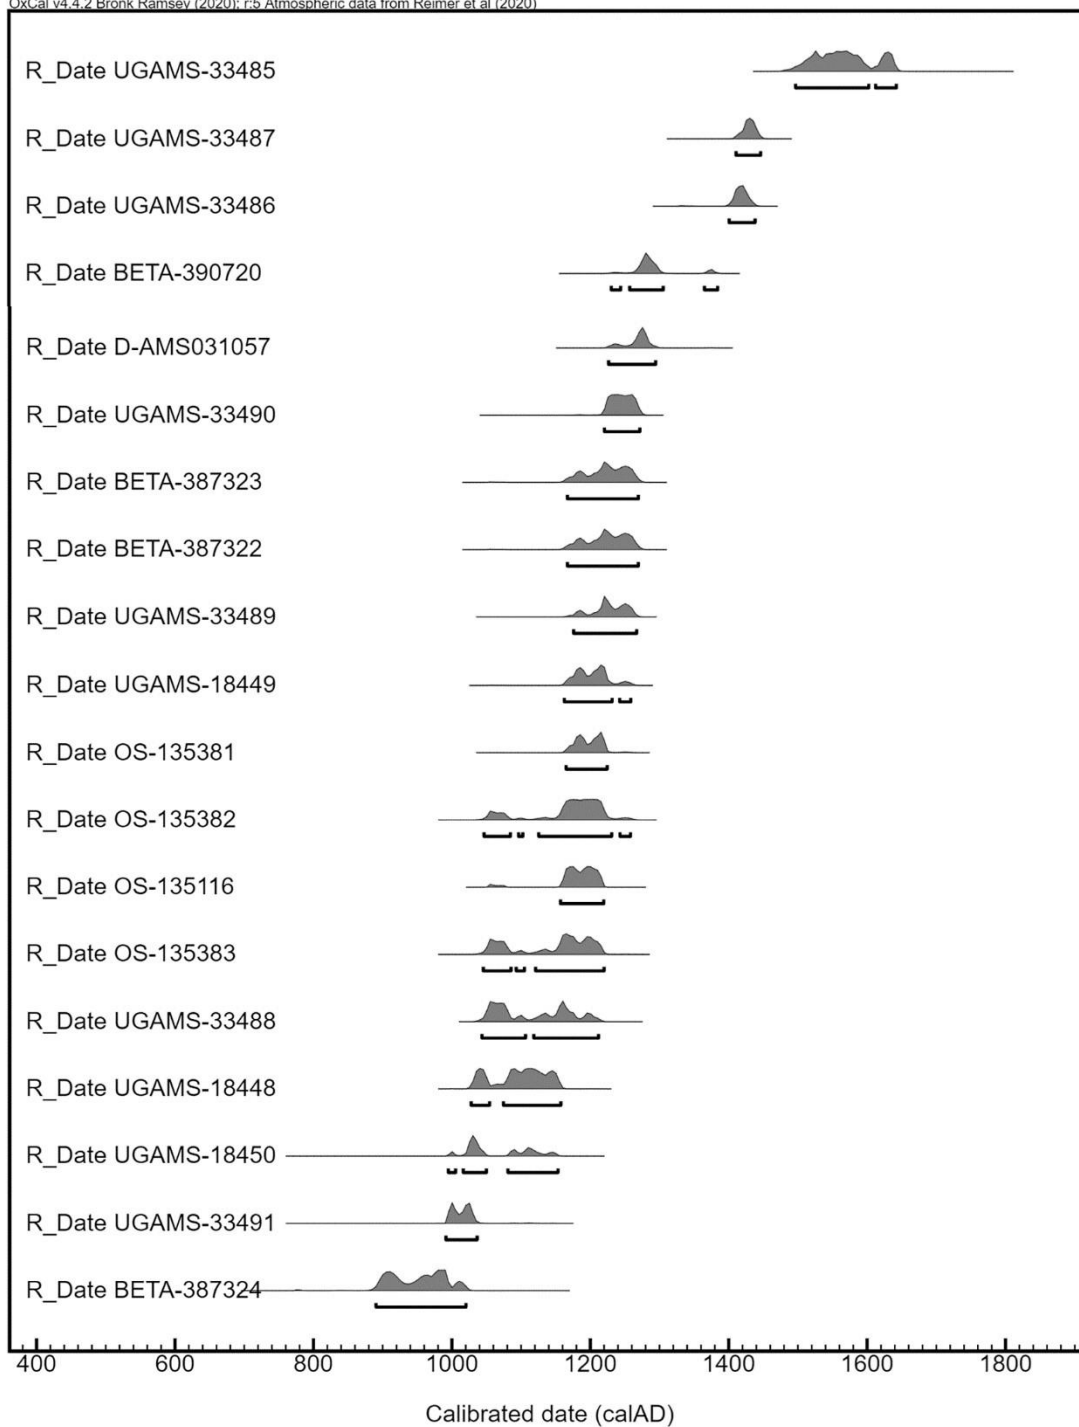 OxCal v4.4.2 Bronk Ramsey (2020); r:5 Atmospheric data from Reimer et al (2020)
R_Date UGAMS-33485
R_Date UGAMS-33487
R_Date UGAMS-33486
R_Date BETA-390720
R_Date D-AMS031057
R_Date UGAMS-33490
R_Date BETA-387323
R_Date BETA-387322
R_Date UGAMS-33489
R_Date UGAMS-18449
R_Date OS-135381
R_Date OS-135382
R_Date OS-135116
R_Date OS-135383
R_Date UGAMS-33488
R_Date UGAMS-18448
R_Date UGAMS-18450
R_Date UGAMS-33491
R_Date BETA-387324
400 600 800 1000 1200 1400 1600 1800
Calibrated date (calAD)